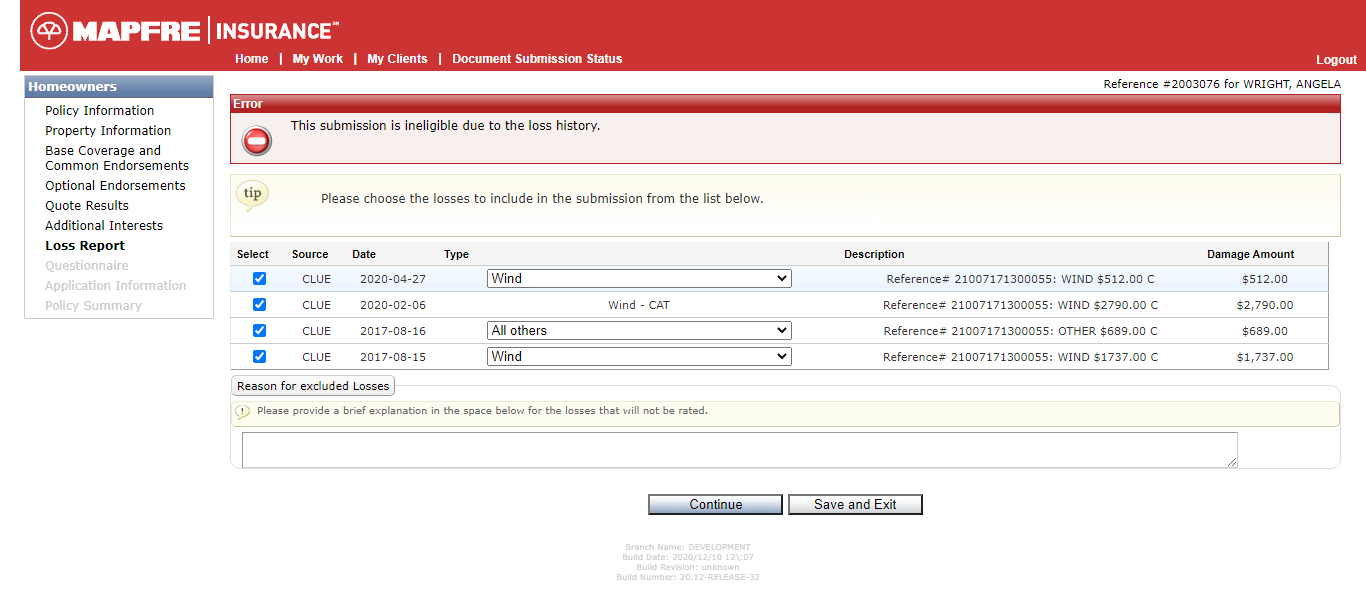 MAPFRE | INSURANCE℠
Home | My Work | My Clients | Document Submission Status
Logout
Reference #2003076 for WRIGHT, ANGELA
Homeowners
Policy Information
Property Information
Base Coverage and
Common Endorsements
Optional Endorsements
Quote Results
Additional Interests
Loss Report
Questionnaire
Application Information
Policy Summary
Error
This submission is ineligible due to the loss history.
tip
Please choose the losses to include in the submission from the list below.
Select Source Date Type Description Damage Amount
CLUE 2020-04-27 Wind Reference# 21007171300055: WIND $512.00 C $512.00
CLUE 2020-02-06 Wind - CAT Reference# 21007171300055: WIND $2790.00 C $2,790.00
CLUE 2017-08-16 All others Reference# 21007171300055: OTHER $689.00 C $689.00
CLUE 2017-08-15 Wind Reference# 21007171300055: WIND $1737.00 C $1,737.00
Reason for excluded Losses
! Please provide a brief explanation in the space below for the losses that will not be rated.
Continue Save and Exit
Branch Name: DEVELOPMENT
Build Date: 2020/12/10 12\:07
Build Revision: unknown
Build Number: 20.12-RELEASE-32